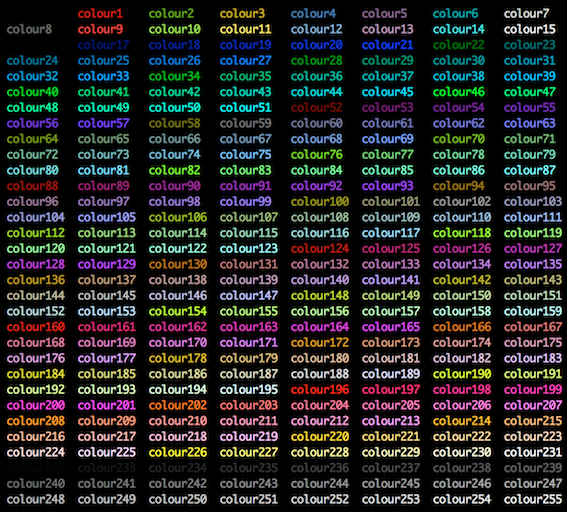 colour1 colour2 colour3 colour4 colour5 colour6 colour7
colour8 colour9 colour10 colour11 colour12 colour13 colour14 colour15
colour17 colour18 colour19 colour20 colour21 colour22 colour23
colour24 colour25 colour26 colour27 colour28 colour29 colour30 colour31
colour32 colour33 colour34 colour35 colour36 colour37 colour38 colour39
colour40 colour41 colour42 colour43 colour44 colour45 colour46 colour47
colour48 colour49 colour50 colour51 colour52 colour53 colour54 colour55
colour56 colour57 colour58 colour59 colour60 colour61 colour62 colour63
colour64 colour65 colour66 colour67 colour68 colour69 colour70 colour71
colour72 colour73 colour74 colour75 colour76 colour77 colour78 colour79
colour80 colour81 colour82 colour83 colour84 colour85 colour86 colour87
colour88 colour89 colour90 colour91 colour92 colour93 colour94 colour95
colour96 colour97 colour98 colour99 colour100 colour101 colour102 colour103
colour104 colour105 colour106 colour107 colour108 colour109 colour110 colour111
colour112 colour113 colour114 colour115 colour116 colour117 colour118 colour119
colour120 colour121 colour122 colour123 colour124 colour125 colour126 colour127
colour128 colour129 colour130 colour131 colour132 colour133 colour134 colour135
colour136 colour137 colour138 colour139 colour140 colour141 colour142 colour143
colour144 colour145 colour146 colour147 colour148 colour149 colour150 colour151
colour152 colour153 colour154 colour155 colour156 colour157 colour158 colour159
colour160 colour161 colour162 colour163 colour164 colour165 colour166 colour167
colour168 colour169 colour170 colour171 colour172 colour173 colour174 colour175
colour176 colour177 colour178 colour179 colour180 colour181 colour182 colour183
colour184 colour185 colour186 colour187 colour188 colour189 colour190 colour191
colour192 colour193 colour194 colour195 colour196 colour197 colour198 colour199
colour200 colour201 colour202 colour203 colour204 colour205 colour206 colour207
colour208 colour209 colour210 colour211 colour212 colour213 colour214 colour215
colour216 colour217 colour218 colour219 colour220 colour221 colour222 colour223
colour224 colour225 colour226 colour227 colour228 colour229 colour230 colour231
colour233 colour234 colour235 colour236 colour237 colour238 colour239
colour240 colour241 colour242 colour243 colour244 colour245 colour246 colour247
colour248 colour249 colour250 colour251 colour252 colour253 colour254 colour255